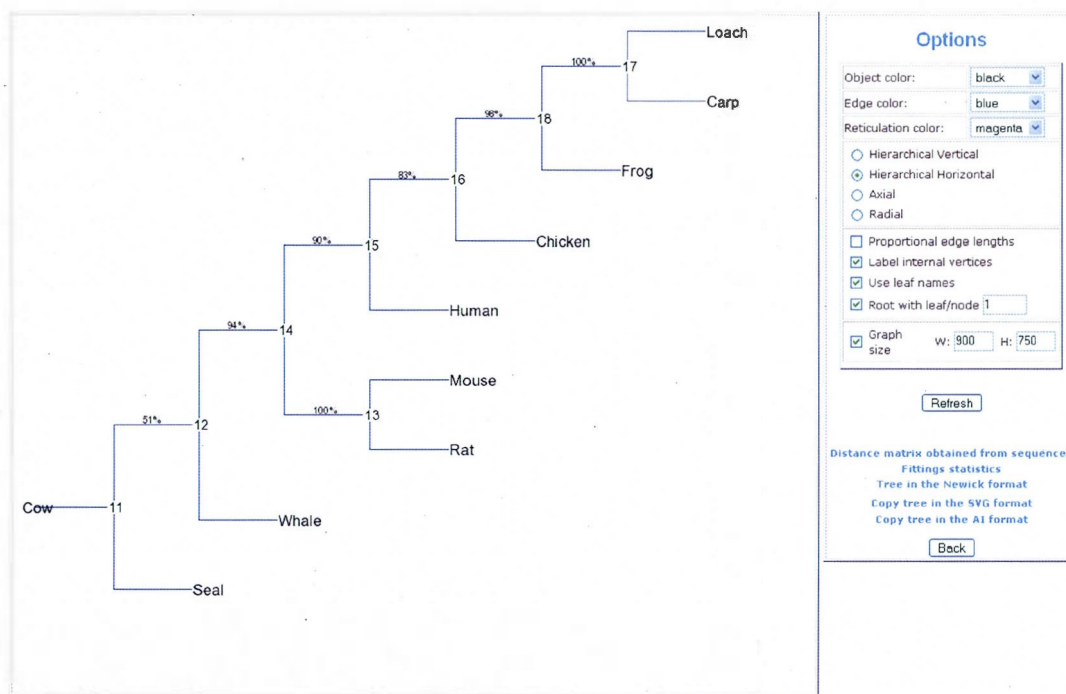 Loach
100%
17
Carp
98%
18
Frog
83%
16
Chicken
90%
15
Human
94%
14
Mouse
100%
13
Rat
51%
12
Cow
11
Whale
Seal
Options
Object color: black
Edge color: blue
Reticulation color: magenta
Hierarchical Vertical
Hierarchical Horizontal
Axial
Radial
Proportional edge lengths
Label internal vertices
Use leaf names
Root with leaf/node 1
Graph size W: 900 H: 750
Refresh
Distance matrix obtained from sequence
Fittings statistics
Tree in the Newick format
Copy tree in the SVG format
Copy tree in the AI format
Back